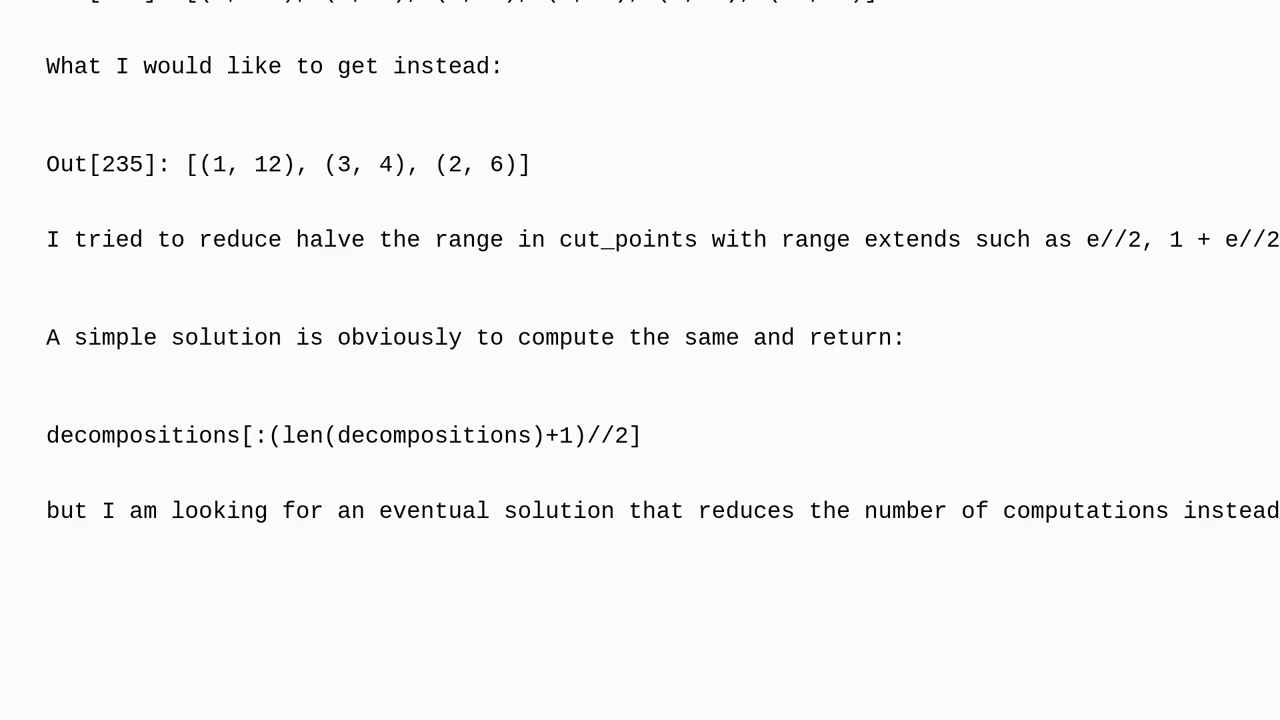 What I would like to get instead:
Out[235]: [(1, 12), (3, 4), (2, 6)]
I tried to reduce halve the range in cut_points with range extends such as e//2, 1 + e//2
A simple solution is obviously to compute the same and return:
decompositions[:(len(decompositions)+1)//2]
but I am looking for an eventual solution that reduces the number of computations instead